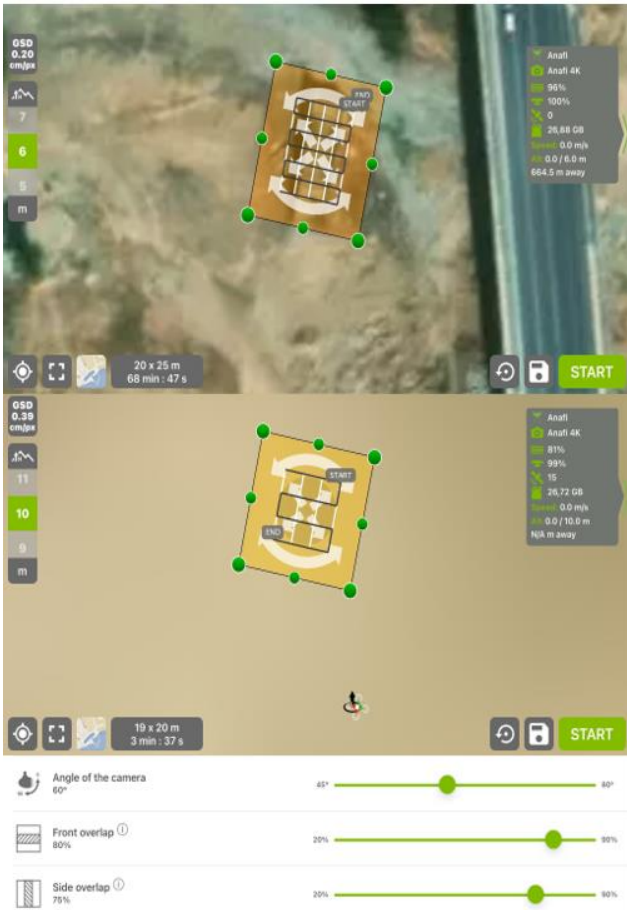 GSD
0.20
cm/px
7
6
5
m
END
START
Anafi
Anafi 4K
96%
100%
0
26,88 GB
Speed: 0.0 m/s
Alt: 0.0 / 6.0 m
664.5 m away
20 x 25 m
68 min : 47 s
START
GSD
0.39
cm/px
11
10
9
m
START
END
Anafi
Anafi 4K
81%
99%
15
26,72 GB
Speed: 0.0 m/s
Alt: 0.0 / 10.0 m
N/A m away
19 x 20 m
3 min : 37 s
START
Angle of the camera
60°
45°
80°
Front overlap
80%
20%
90%
Side overlap
75%
20%
90%